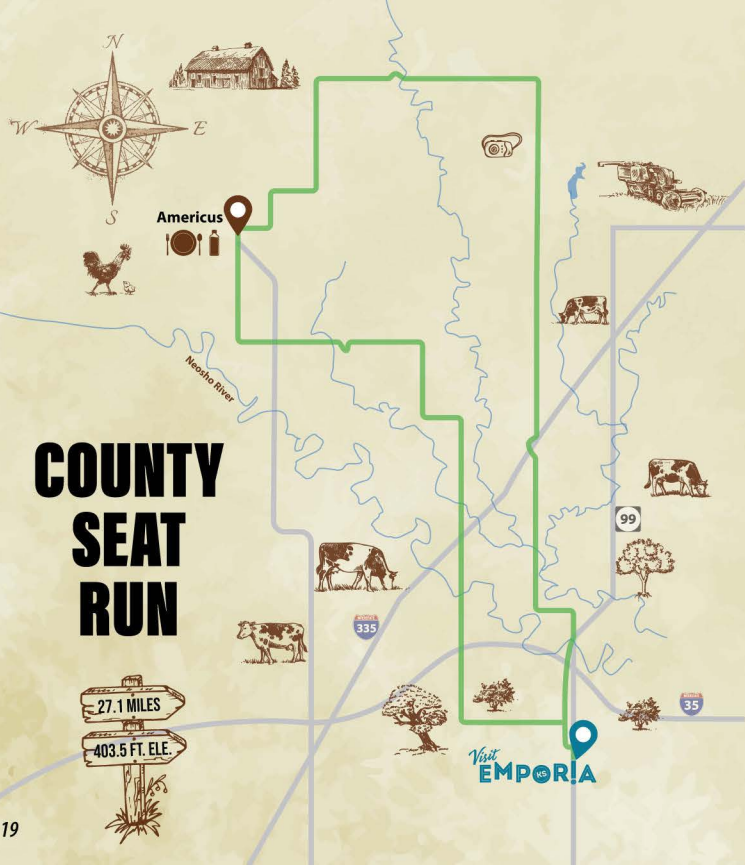 N
W
E
S
Americus
Neosho River
COUNTY
SEAT
RUN
99
335
35
27.1 MILES
403.5 FT. ELE.
Visit
EMPORIA
KS
19